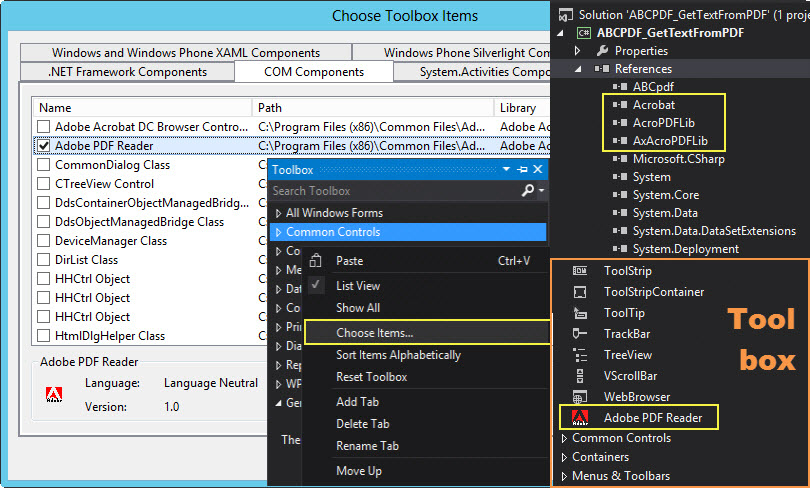 Choose Toolbox Items
Windows and Windows Phone XAML Components
Windows Phone Silverlight Com
.NET Framework Components
COM Components
System.Activities Compo
Name
Path
Library
Adobe Acrobat DC Browser Contro...
C:\Program Files (x86)\Common Files\Ad...
Adobe Ac
Adobe PDF Reader
C:\Program Files (x86)\Common Files\Ad...
Adobe Ac
CommonDialog Class
CTreeView Control
DdsContainerObjectManagedBridg...
DdsObjectManagedBridge Class
DeviceManager Class
DirList Class
HHCtrl Object
HHCtrl Object
HHCtrl Object
HtmlDlgHelper Class
Adobe PDF Reader
Language:
Language Neutral
Version:
1.0
Toolbox
Search Toolbox
All Windows Forms
Common Controls
Co
Me
Dat
Co
Prin
Dia
Rep
WP
Gen
The
Paste
Ctrl+V
List View
Show All
Choose Items...
Sort Items Alphabetically
Reset Toolbox
Add Tab
Delete Tab
Rename Tab
Move Up
Solution 'ABCPDF_GetTextFromPDF' (1 proje
C#
ABCPDF_GetTextFromPDF
Properties
References
ABCpdf
Acrobat
AcroPDFLib
AxAcroPDFLib
Microsoft.CSharp
System
System.Core
System.Data
System.Data.DataSetExtensions
System.Deployment
ToolStrip
ToolStripContainer
ToolTip
TrackBar
TreeView
VScrollBar
WebBrowser
Adobe PDF Reader
Common Controls
Containers
Menus & Toolbars
Tool
box